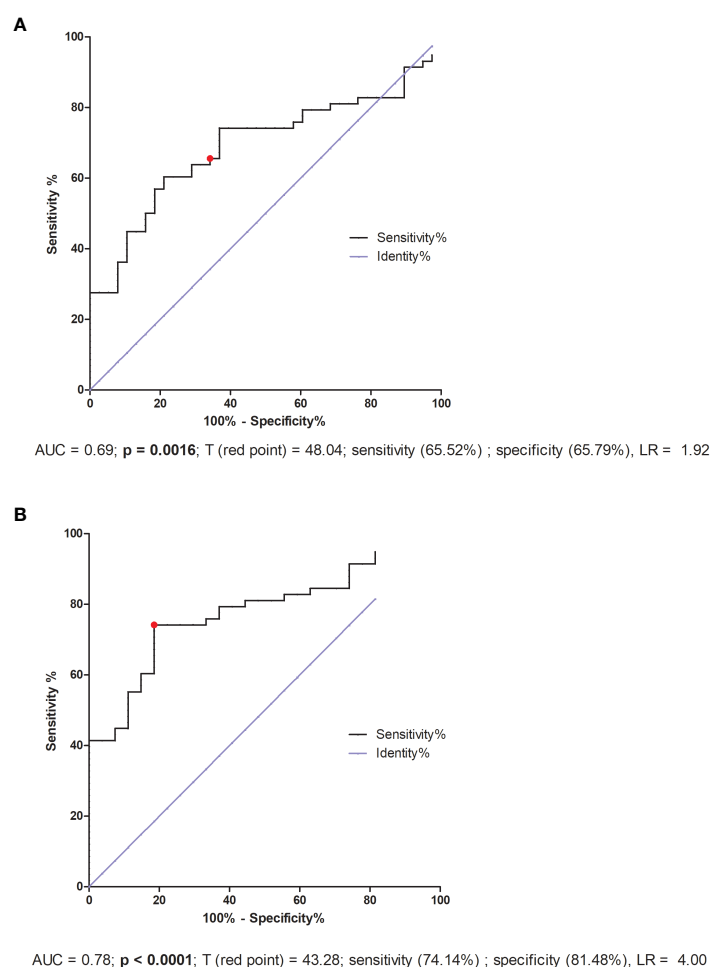 A
100
80
60
40
20
0
Sensitivity %
Sensitivity%
Identity%
0 20 40 60 80 100
100% - Specificity%
AUC = 0.69; p = 0.0016; T (red point) = 48.04; sensitivity (65.52%) ; specificity (65.79%), LR = 1.92
B
100
80
60
40
20
0
Sensitivity %
Sensitivity%
Identity%
0 20 40 60 80 100
100% - Specificity%
AUC = 0.78; p < 0.0001; T (red point) = 43.28; sensitivity (74.14%) ; specificity (81.48%), LR = 4.00